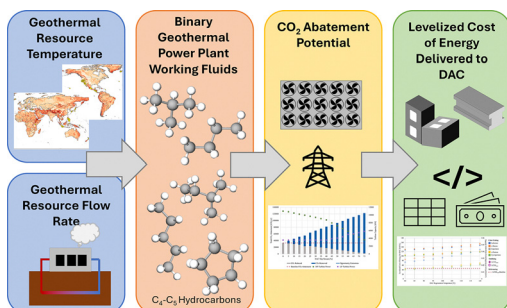 Geothermal
Resource
Temperature
Geothermal
Resource Flow
Rate
Binary
Geothermal
Power Plant
Working Fluids
C₄-C₅ Hydrocarbons
CO₂ Abatement
Potential
Levelized Cost
of Energy
Delivered to
DAC
</>